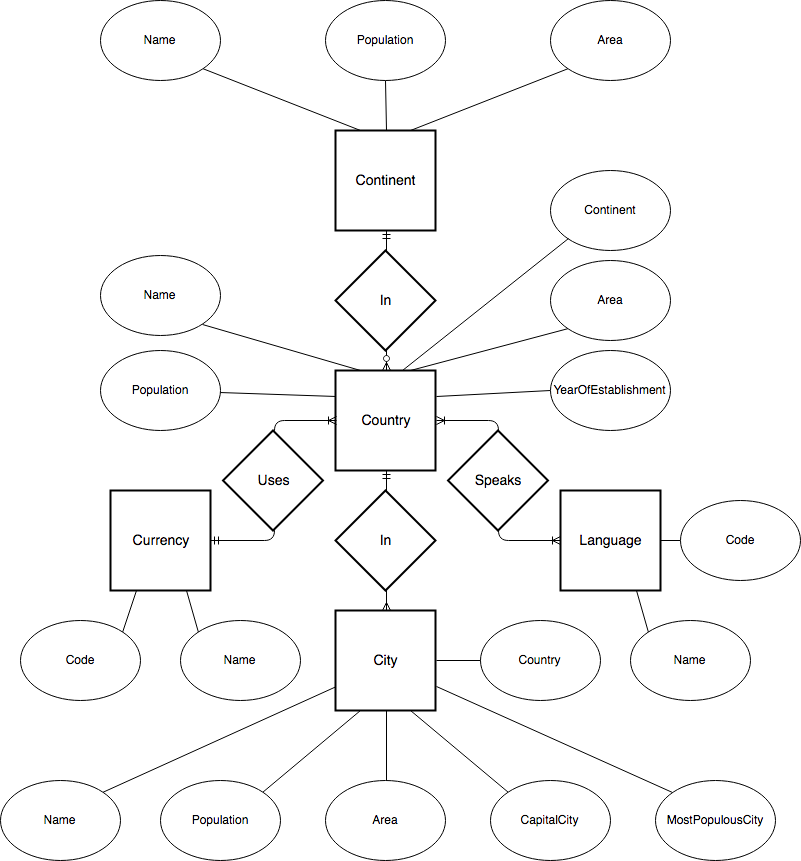 Name
Population
Area
Continent
Continent
In
Name
Area
Population
YearOfEstablishment
Country
Uses
Speaks
Currency
In
Language
Code
Code
Name
City
Country
Name
Name
Population
Area
CapitalCity
MostPopulousCity